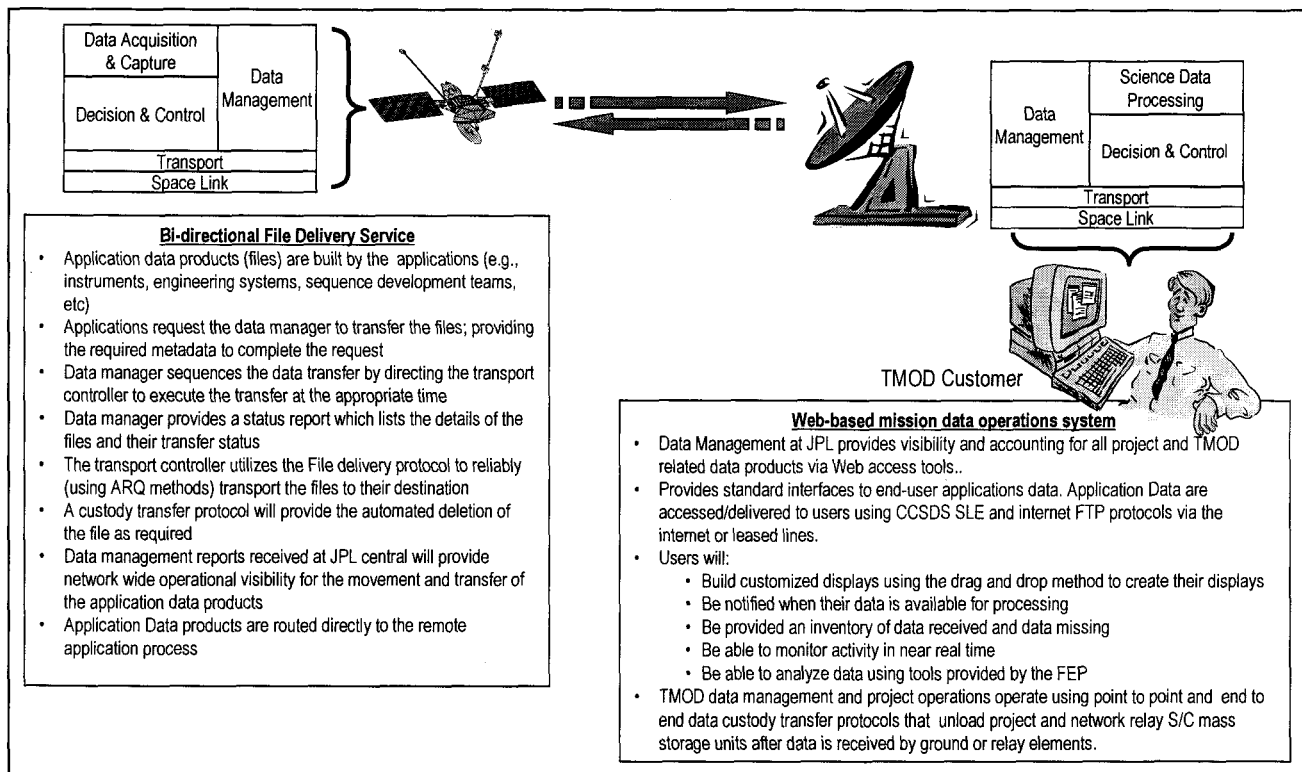 Data Acquisition
& Capture
Data
Management
Decision & Control
Transport
Space Link
Science Data
Processing
Data
Management
Decision & Control
Transport
Space Link
Bi-directional File Delivery Service
• Application data products (files) are built by the applications (e.g.,
instruments, engineering systems, sequence development teams,
etc)
• Applications request the data manager to transfer the files; providing
the required metadata to complete the request
• Data manager sequences the data transfer by directing the transport
controller to execute the transfer at the appropriate time
• Data manager provides a status report which lists the details of the
files and their transfer status
• The transport controller utilizes the File delivery protocol to reliably
(using ARQ methods) transport the files to their destination
• A custody transfer protocol will provide the automated deletion of
the file as required
• Data management reports received at JPL central will provide
network wide operational visibility for the movement and transfer of
the application data products
• Application Data products are routed directly to the remote
application process
TMOD Customer
Web-based mission data operations system
• Data Management at JPL provides visibility and accounting for all project and TMOD
related data products via Web access tools..
• Provides standard interfaces to end-user applications data. Application Data are
accessed/delivered to users using CCSDS SLE and internet FTP protocols via the
internet or leased lines.
• Users will:
• Build customized displays using the drag and drop method to create their displays
• Be notified when their data is available for processing
• Be provided an inventory of data received and data missing
• Be able to monitor activity in near real time
• Be able to analyze data using tools provided by the FEP
• TMOD data management and project operations operate using point to point and end to
end data custody transfer protocols that unload project and network relay S/C mass
storage units after data is received by ground or relay elements.